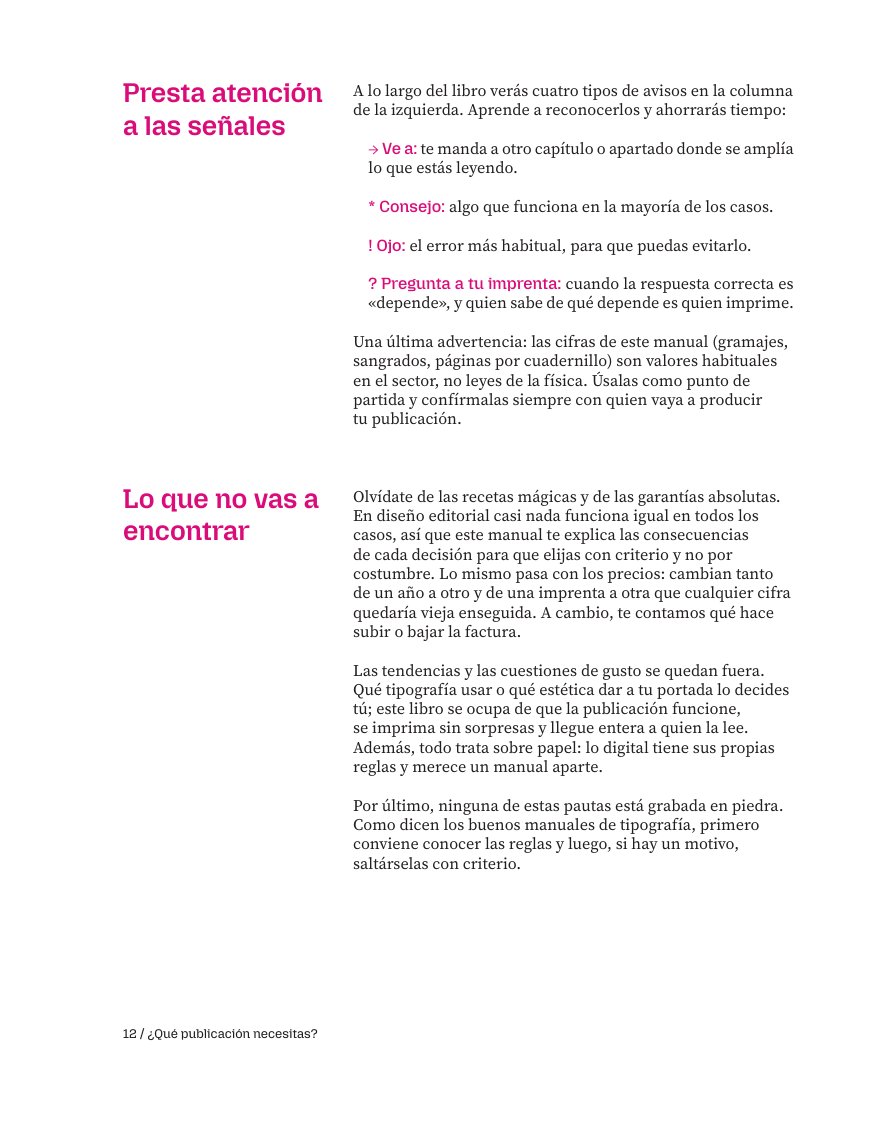 Presta atención
a las señales
A lo largo del libro verás cuatro tipos de avisos en la columna
de la izquierda. Aprende a reconocerlos y ahorrarás tiempo:
→ Ve a: te manda a otro capítulo o apartado donde se amplía
lo que estás leyendo.
* Consejo: algo que funciona en la mayoría de los casos.
! Ojo: el error más habitual, para que puedas evitarlo.
? Pregunta a tu imprenta: cuando la respuesta correcta es
«depende», y quien sabe de qué depende es quien imprime.
Una última advertencia: las cifras de este manual (gramajes,
sangrados, páginas por cuadernillo) son valores habituales
en el sector, no leyes de la física. Úsalas como punto de
partida y confírmalas siempre con quien vaya a producir
tu publicación.
Lo que no vas a
encontrar
Olvídate de las recetas mágicas y de las garantías absolutas.
En diseño editorial casi nada funciona igual en todos los
casos, así que este manual te explica las consecuencias
de cada decisión para que elijas con criterio y no por
costumbre. Lo mismo pasa con los precios: cambian tanto
de un año a otro y de una imprenta a otra que cualquier cifra
quedaría vieja enseguida. A cambio, te contamos qué hace
subir o bajar la factura.
Las tendencias y las cuestiones de gusto se quedan fuera.
Qué tipografía usar o qué estética dar a tu portada lo decides
tú; este libro se ocupa de que la publicación funcione,
se imprima sin sorpresas y llegue entera a quien la lee.
Además, todo trata sobre papel: lo digital tiene sus propias
reglas y merece un manual aparte.
Por último, ninguna de estas pautas está grabada en piedra.
Como dicen los buenos manuales de tipografía, primero
conviene conocer las reglas y luego, si hay un motivo,
saltárselas con criterio.
12 / ¿Qué publicación necesitas?